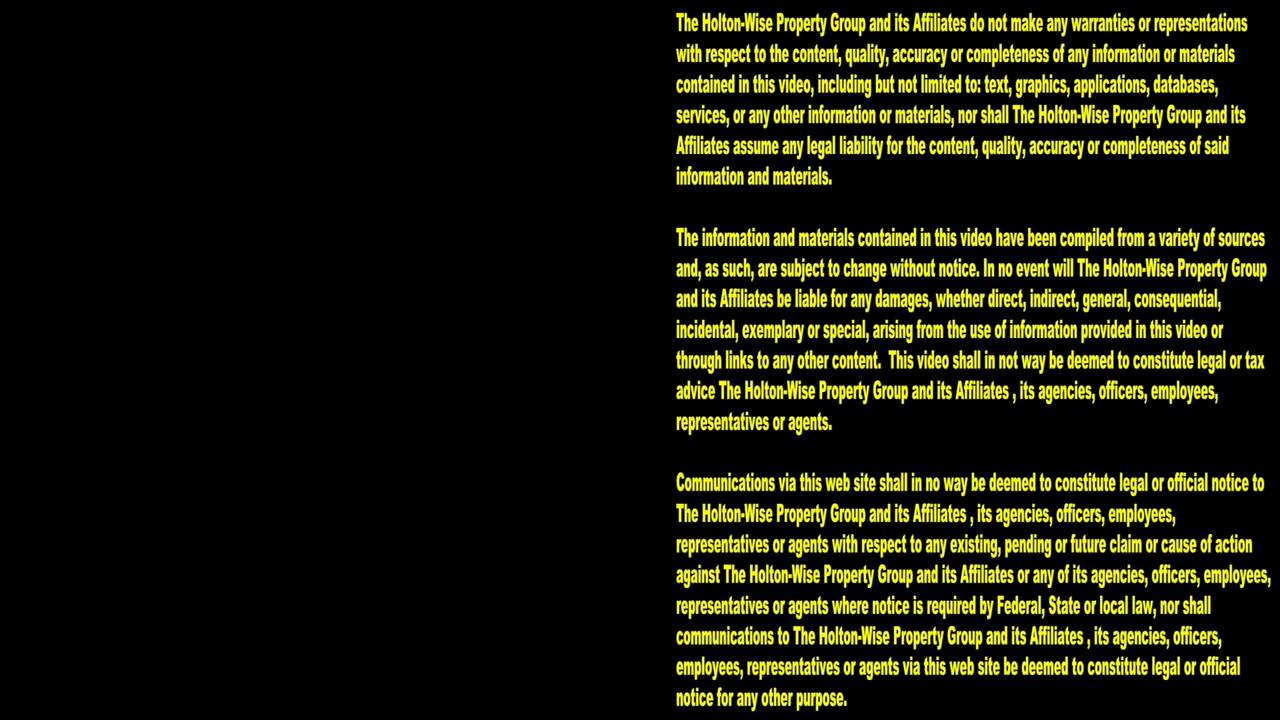 The Holton-Wise Property Group and its Affiliates do not make any warranties or representations
with respect to the content, quality, accuracy or completeness of any information or materials
contained in this video, including but not limited to: text, graphics, applications, databases,
services, or any other information or materials, nor shall The Holton-Wise Property Group and its
Affiliates assume any legal liability for the content, quality, accuracy or completeness of said
information and materials.
The information and materials contained in this video have been compiled from a variety of sources
and, as such, are subject to change without notice. In no event will The Holton-Wise Property Group
and its Affiliates be liable for any damages, whether direct, indirect, general, consequential,
incidental, exemplary or special, arising from the use of information provided in this video or
through links to any other content.  This video shall in not way be deemed to constitute legal or tax
advice The Holton-Wise Property Group and its Affiliates , its agencies, officers, employees,
representatives or agents.
Communications via this web site shall in no way be deemed to constitute legal or official notice to
The Holton-Wise Property Group and its Affiliates , its agencies, officers, employees,
representatives or agents with respect to any existing, pending or future claim or cause of action
against The Holton-Wise Property Group and its Affiliates or any of its agencies, officers, employees,
representatives or agents where notice is required by Federal, State or local law, nor shall
communications to The Holton-Wise Property Group and its Affiliates , its agencies, officers,
employees, representatives or agents via this web site be deemed to constitute legal or official
notice for any other purpose.